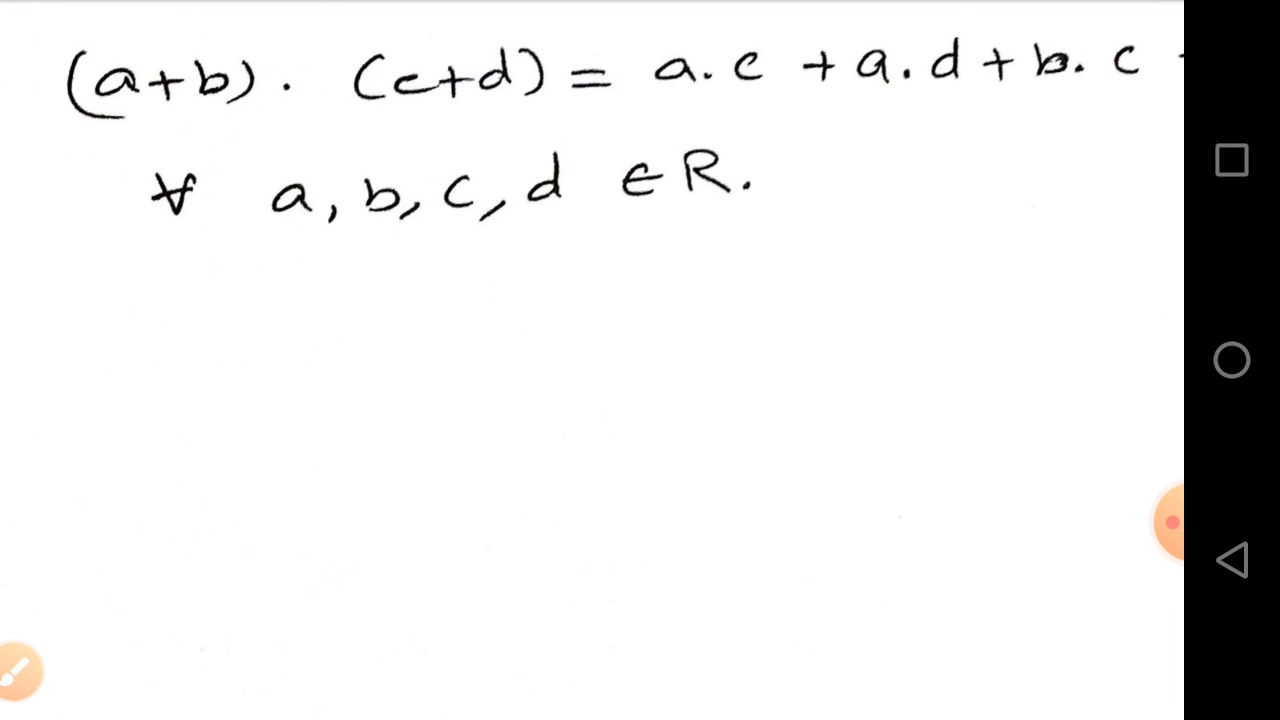 (a+b) . (c+d) = a.c + a.d + b.c
∀ a, b, c, d ∈ R.